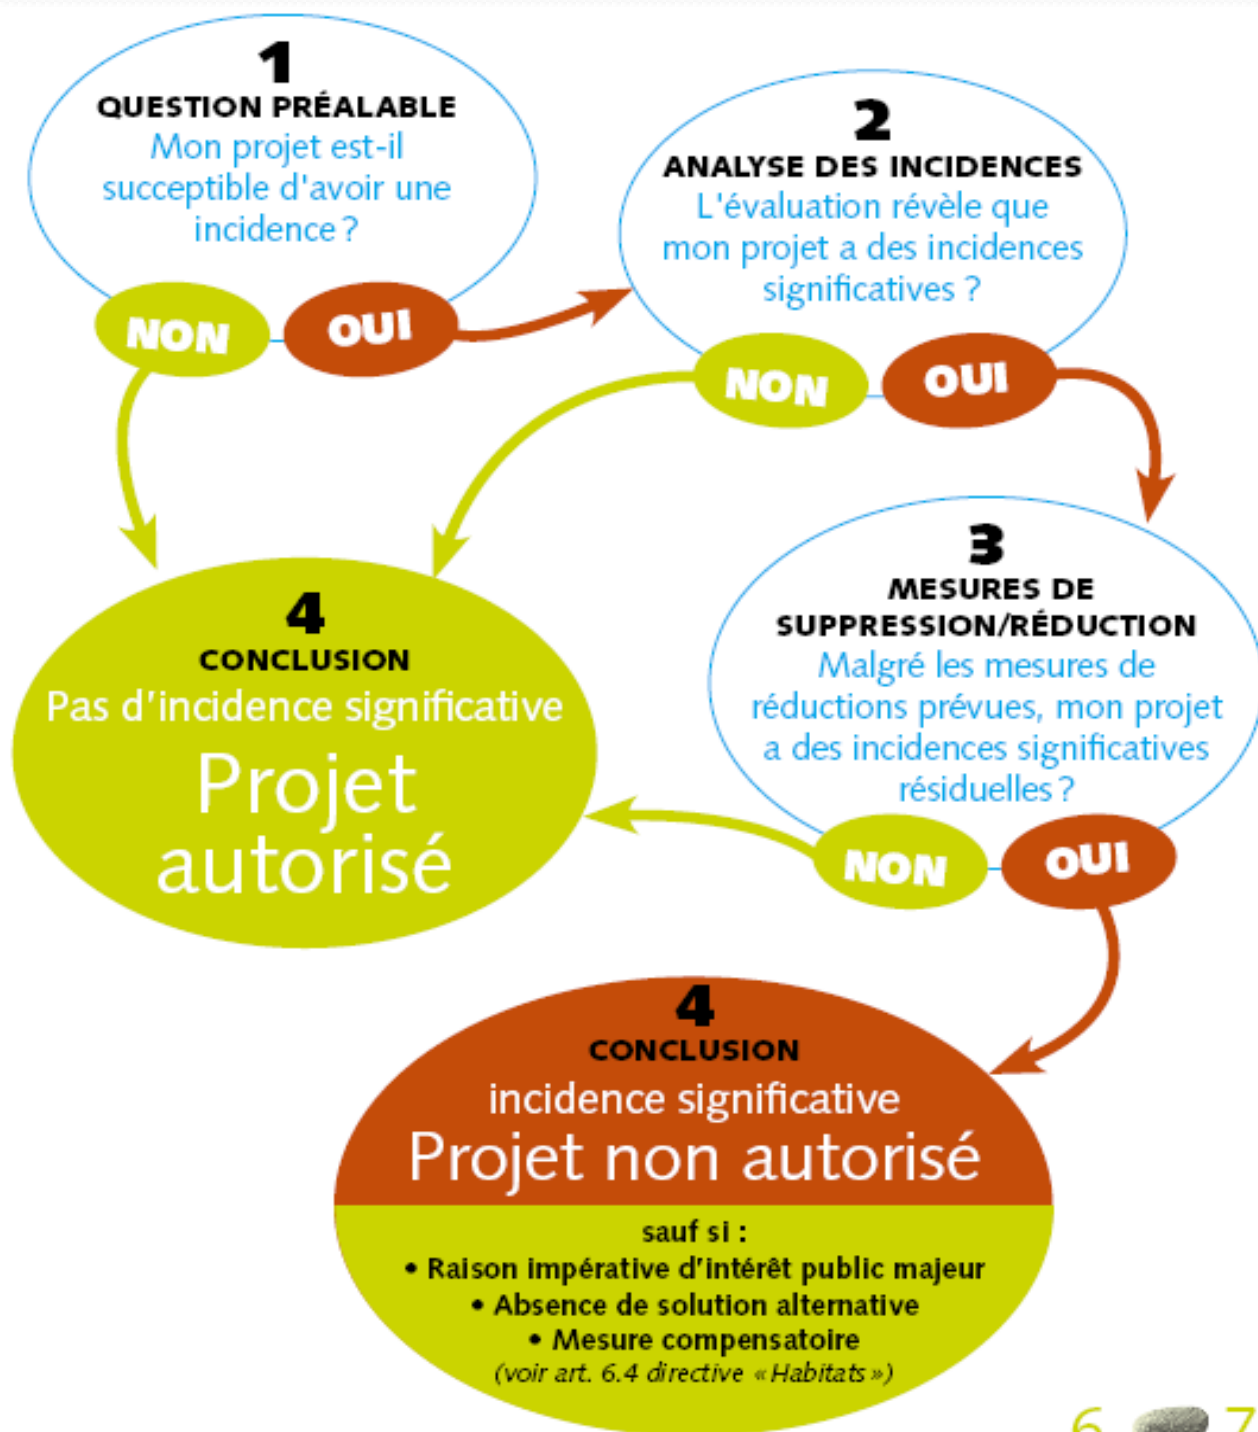 1
QUESTION PRÉALABLE
Mon projet est-il
succeptible d'avoir une
incidence ?
NON
OUI
2
ANALYSE DES INCIDENCES
L'évaluation révèle que
mon projet a des incidences
significatives ?
NON
OUI
3
MESURES DE
SUPPRESSION/RÉDUCTION
Malgré les mesures de
réductions prévues, mon projet
a des incidences significatives
résiduelles ?
NON
OUI
4
CONCLUSION
Pas d'incidence significative
Projet
autorisé
4
CONCLUSION
incidence significative
Projet non autorisé
sauf si :
• Raison impérative d'intérêt public majeur
• Absence de solution alternative
• Mesure compensatoire
(voir art. 6.4 directive « Habitats »)
6 7